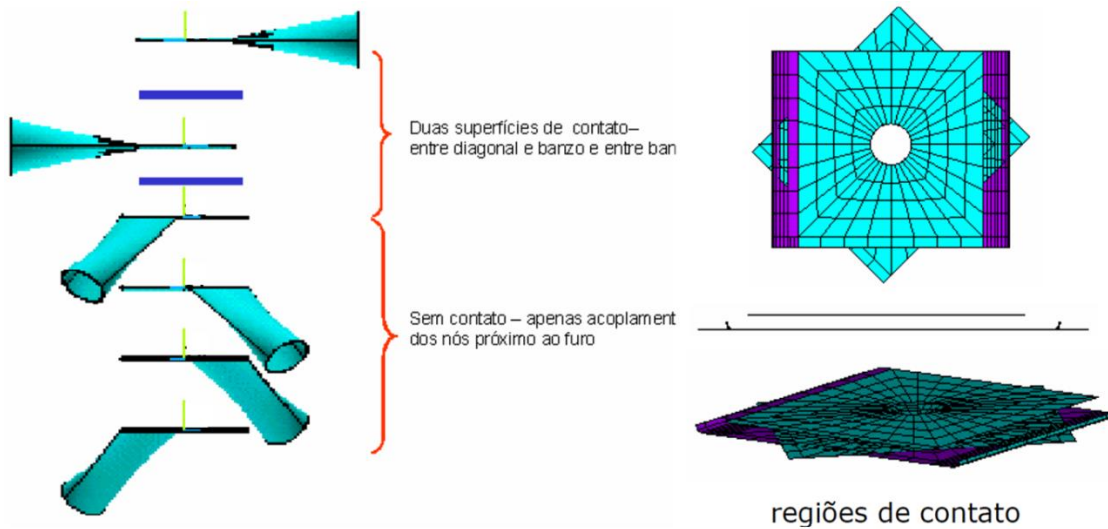 Duas superfícies de contato–
entre diagonal e banzo e entre ban
Sem contato – apenas acoplament
dos nós próximo ao furo
regiões de contato